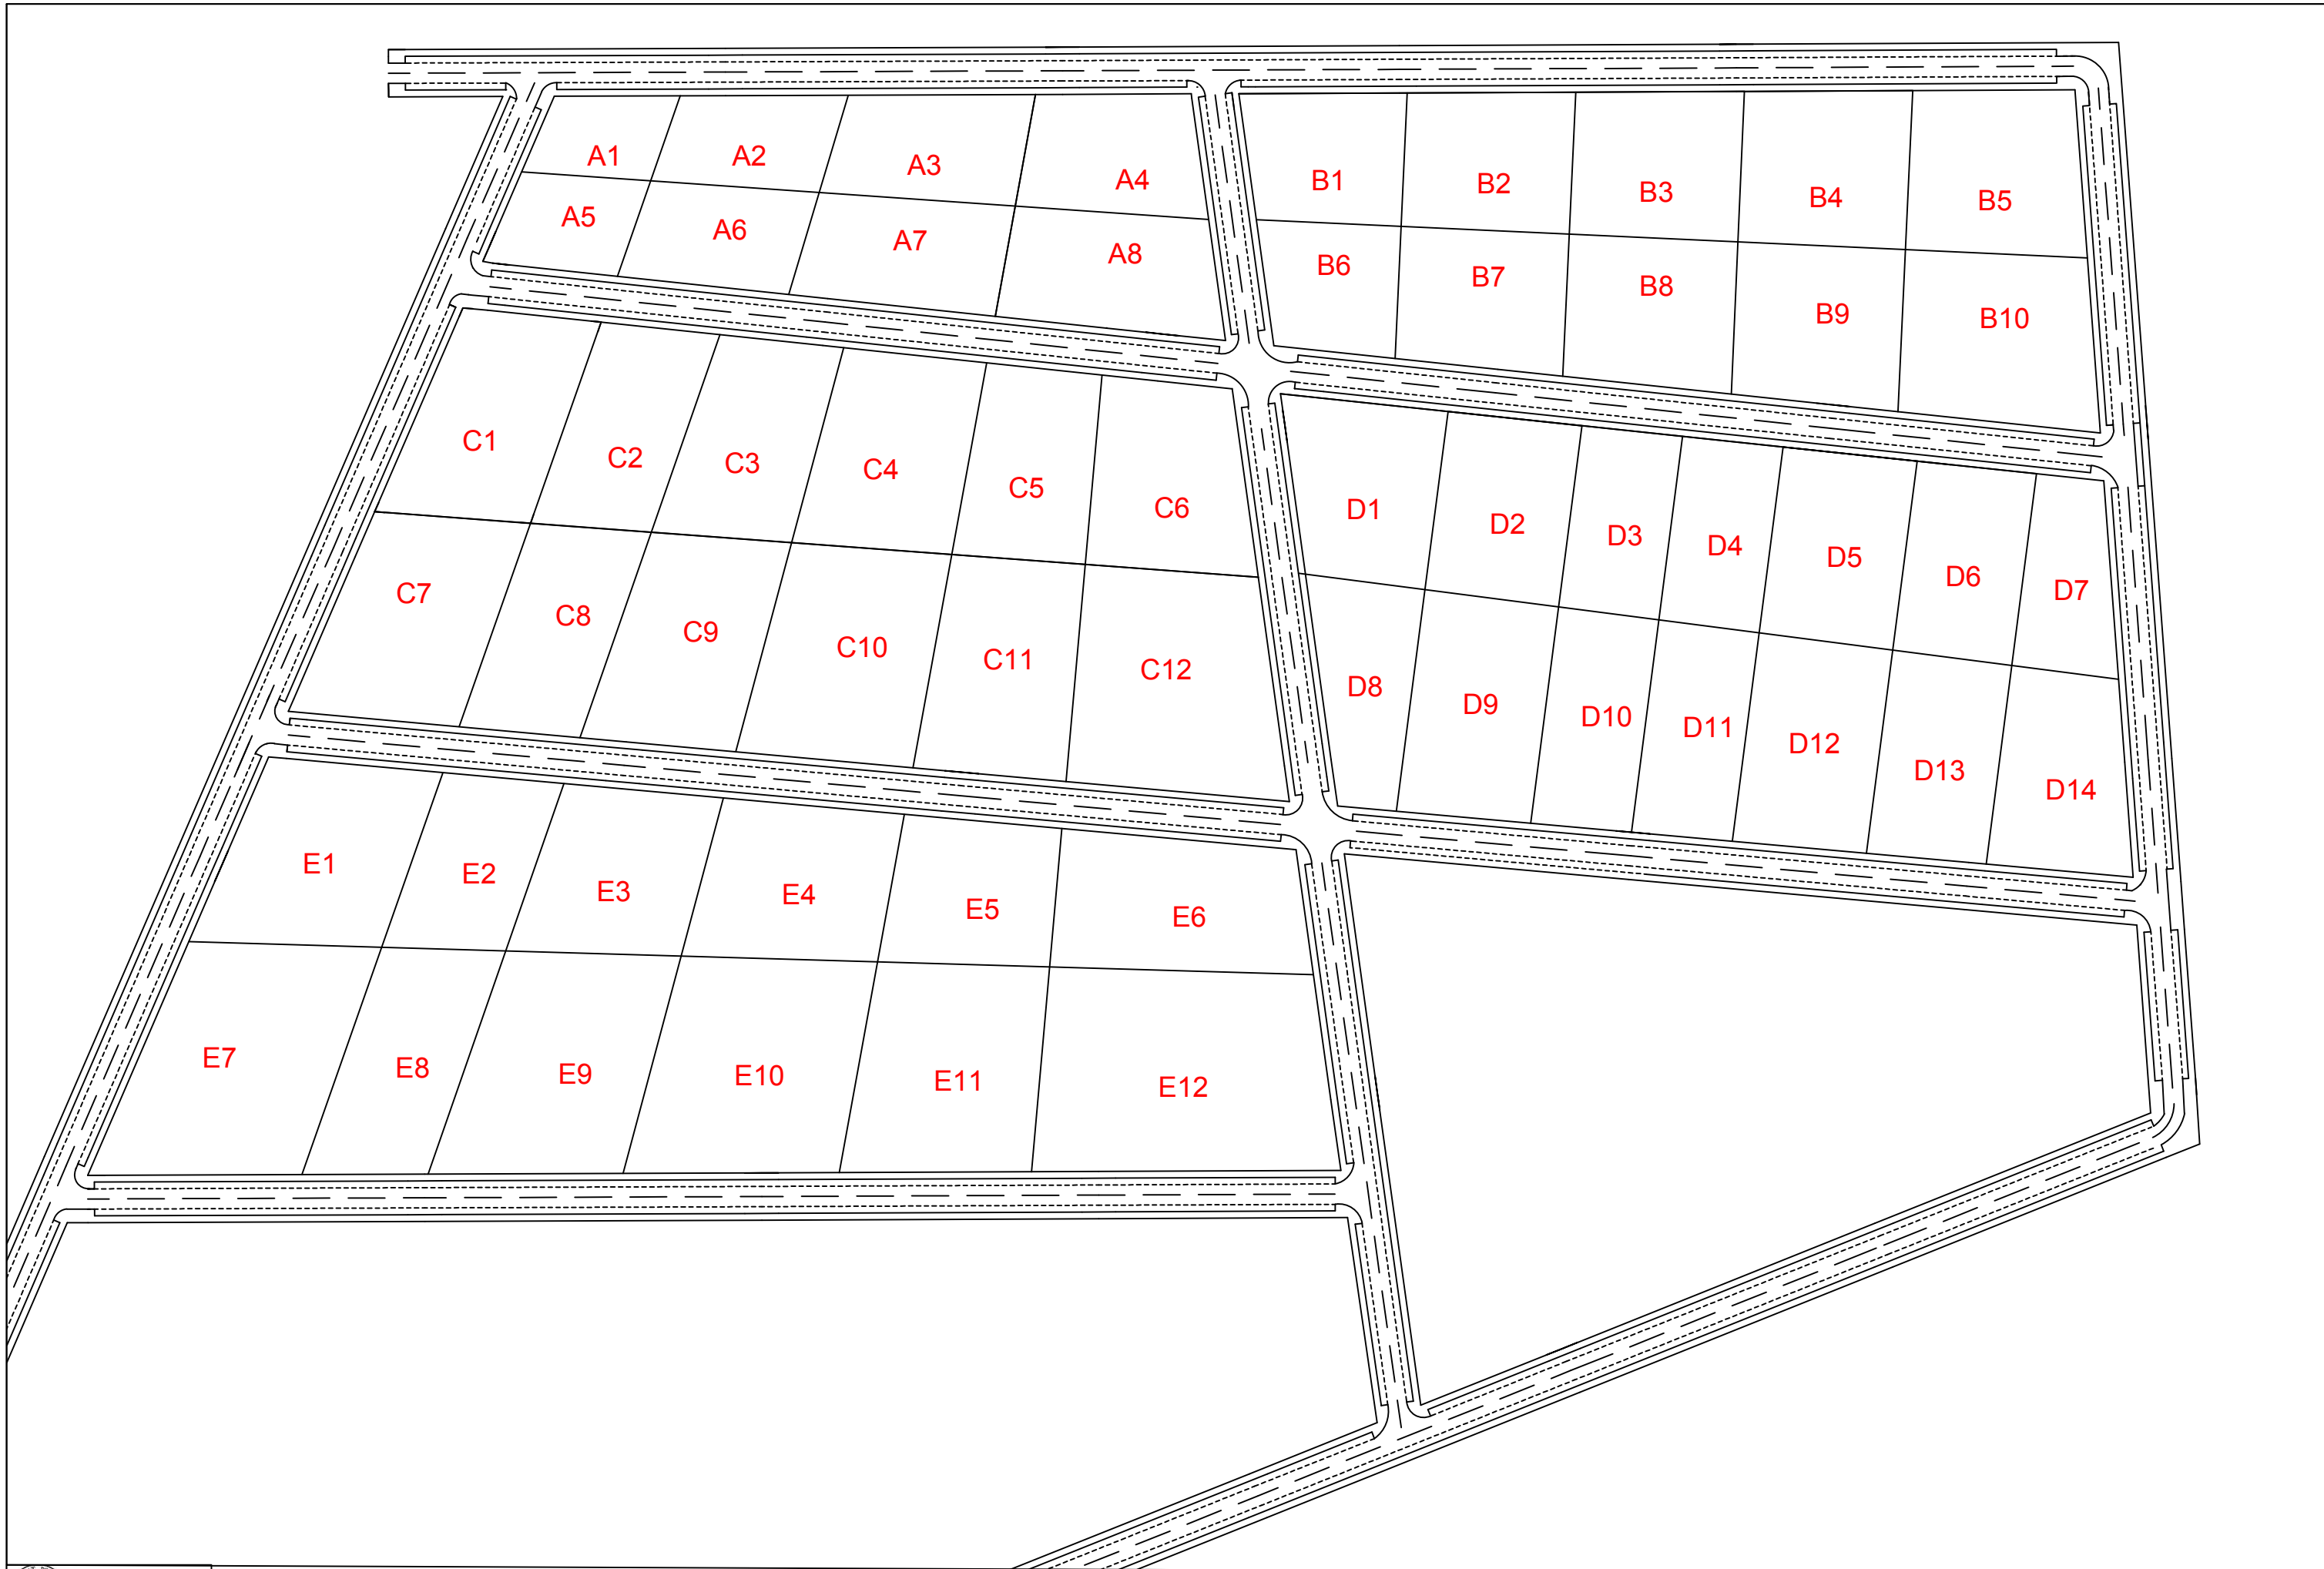 A1 A2 A3 A4
A5 A6 A7 A8
B1 B2 B3 B4 B5
B6 B7 B8 B9 B10
C1 C2 C3 C4 C5 C6
C7 C8 C9 C10 C11 C12
D1 D2 D3 D4 D5 D6 D7
D8 D9 D10 D11 D12 D13 D14
E1 E2 E3 E4 E5 E6
E7 E8 E9 E10 E11 E12